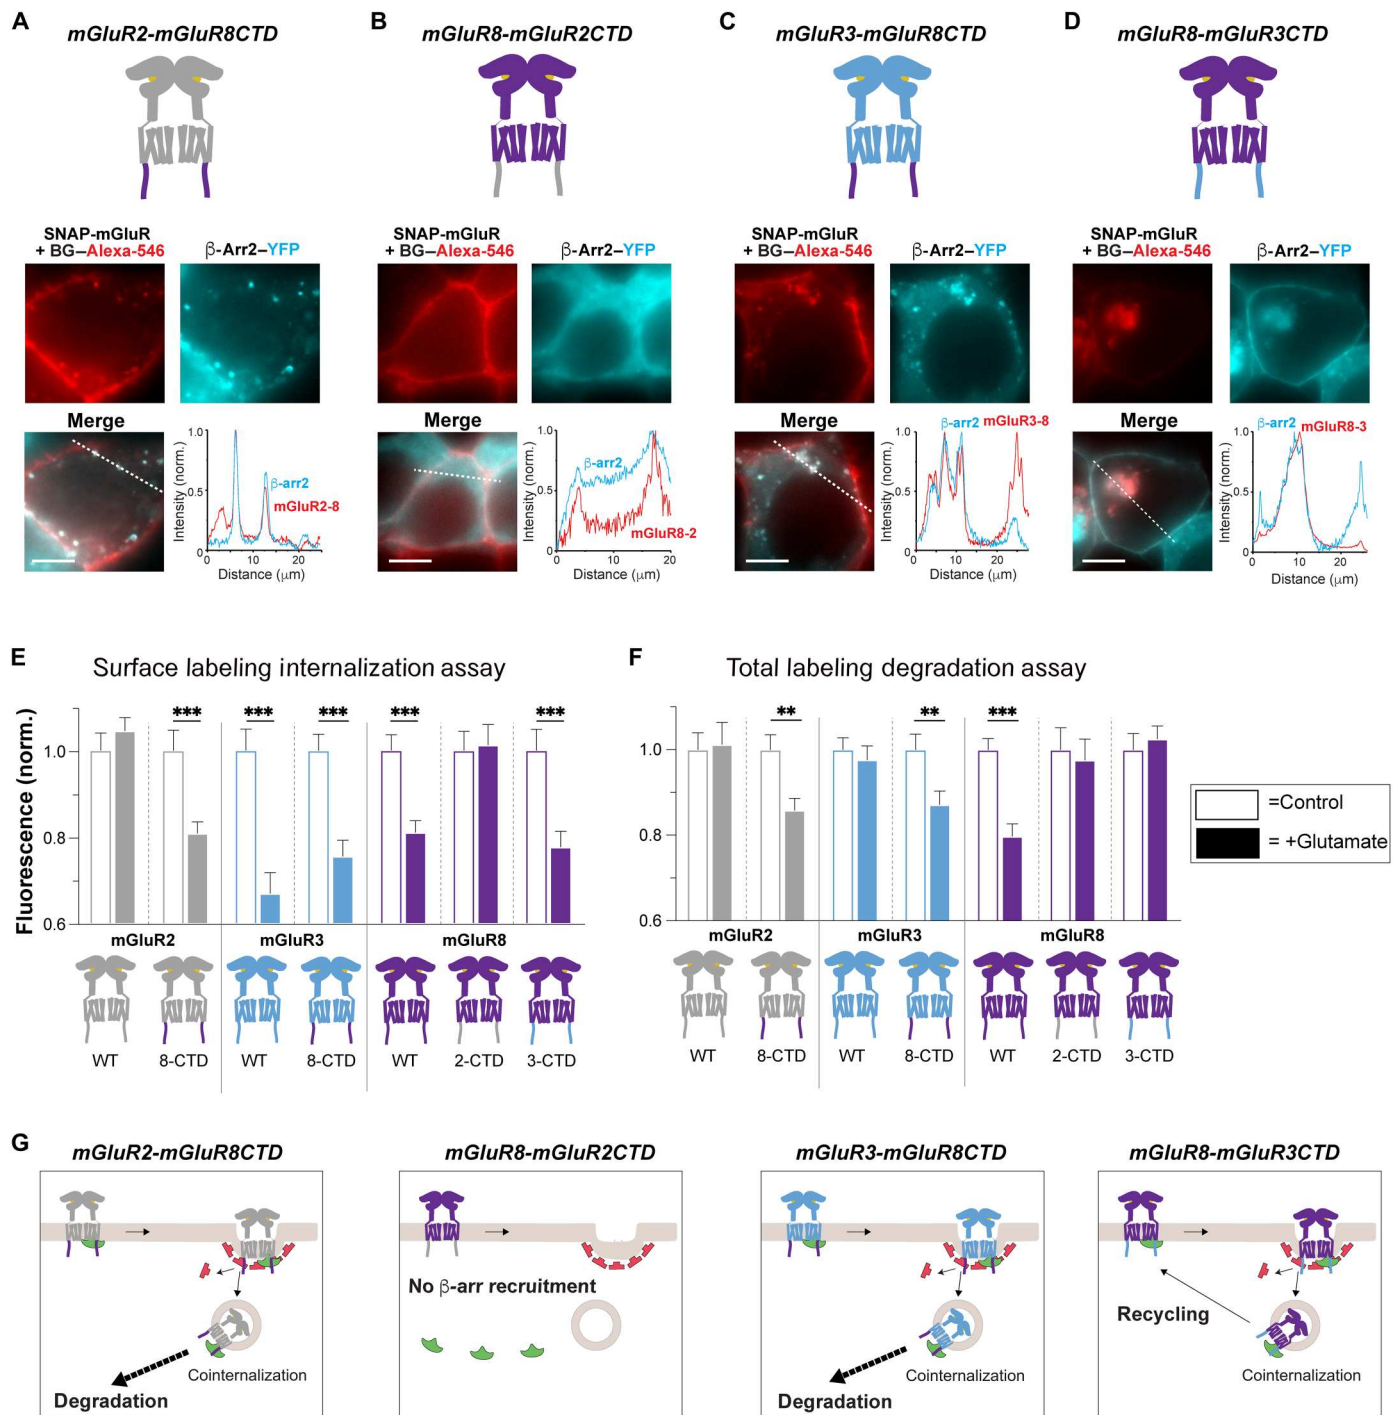 A
mGluR2-mGluR8CTD
SNAP-mGluR
+ BG–Alexa-546
β-Arr2–YFP
Merge
Intensity (norm.)
1.0
0.5
0
β-arr2
mGluR2-8
0 10 20
Distance (μm)
B
mGluR8-mGluR2CTD
SNAP-mGluR
+ BG–Alexa-546
β-Arr2–YFP
Merge
Intensity (norm.)
1.0
0.5
0
β-arr2
mGluR8-2
0 10 20
Distance (μm)
C
mGluR3-mGluR8CTD
SNAP-mGluR
+ BG–Alexa-546
β-Arr2–YFP
Merge
Intensity (norm.)
1.0
0.5
0
β-arr2 mGluR3-8
0 10 20
Distance (μm)
D
mGluR8-mGluR3CTD
SNAP-mGluR
+ BG–Alexa-546
β-Arr2–YFP
Merge
Intensity (norm.)
1.0
0.5
0
β-arr2 mGluR8-3
0 10 20
Distance (μm)
E
Surface labeling internalization assay
Fluorescence (norm.)
1.0
0.8
0.6
*** *** *** *** ***
mGluR2 mGluR3 mGluR8
WT 8-CTD WT 8-CTD WT 2-CTD 3-CTD
F
Total labeling degradation assay
1.0
0.8
0.6
** ** ***
mGluR2 mGluR3 mGluR8
WT 8-CTD WT 8-CTD WT 2-CTD 3-CTD
=Control
= +Glutamate
G
mGluR2-mGluR8CTD
Cointernalization
Degradation
mGluR8-mGluR2CTD
No β-arr recruitment
mGluR3-mGluR8CTD
Cointernalization
Degradation
mGluR8-mGluR3CTD
Recycling
Cointernalization